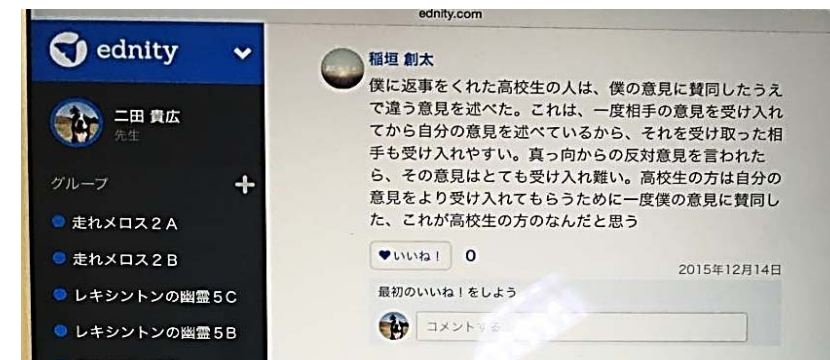 ednity.com
ednity
二田 貴広
先生
グループ
走れメロス2A
走れメロス2B
レキシントンの幽霊5C
レキシントンの幽霊5B
稲垣 創太
僕に返事をくれた高校生の人は、僕の意見に賛同したうえ
で違う意見を述べた。これは、一度相手の意見を受け入れ
てから自分の意見を述べているから、それを受け取った相
手も受け入れやすい。真っ向からの反対意見を言われた
ら、その意見はとても受け入れ難い。高校生の方は自分の
意見をより受け入れてもらうために一度僕の意見に賛同し
た、これが高校生の方のなんだと思う
いいね！ 0
2015年12月14日
最初のいいね！をしよう
コメントする